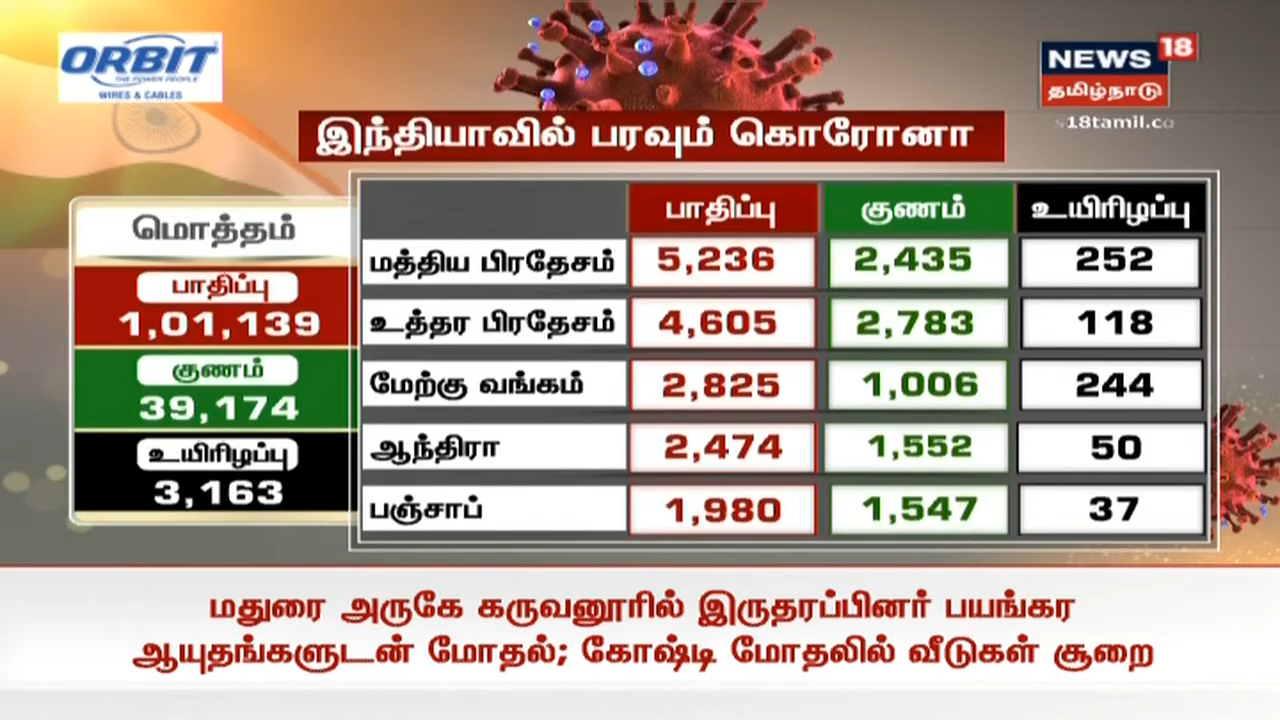 ORBIT
THE POWER PEOPLE
WIRES & CABLES
NEWS 18
தமிழ்நாடு
s18tamil.co
இந்தியாவில் பரவும் கொரோனா
மொத்தம்
பாதிப்பு
1,01,139
குணம்
39,174
உயிரிழப்பு
3,163
பாதிப்பு குணம் உயிரிழப்பு
மத்திய பிரதேசம் 5,236 2,435 252
உத்தர பிரதேசம் 4,605 2,783 118
மேற்கு வங்கம் 2,825 1,006 244
ஆந்திரா 2,474 1,552 50
பஞ்சாப் 1,980 1,547 37
மதுரை அருகே கருவனூரில் இருதரப்பினர் பயங்கர
ஆயுதங்களுடன் மோதல்; கோஷ்டி மோதலில் வீடுகள் சூறை